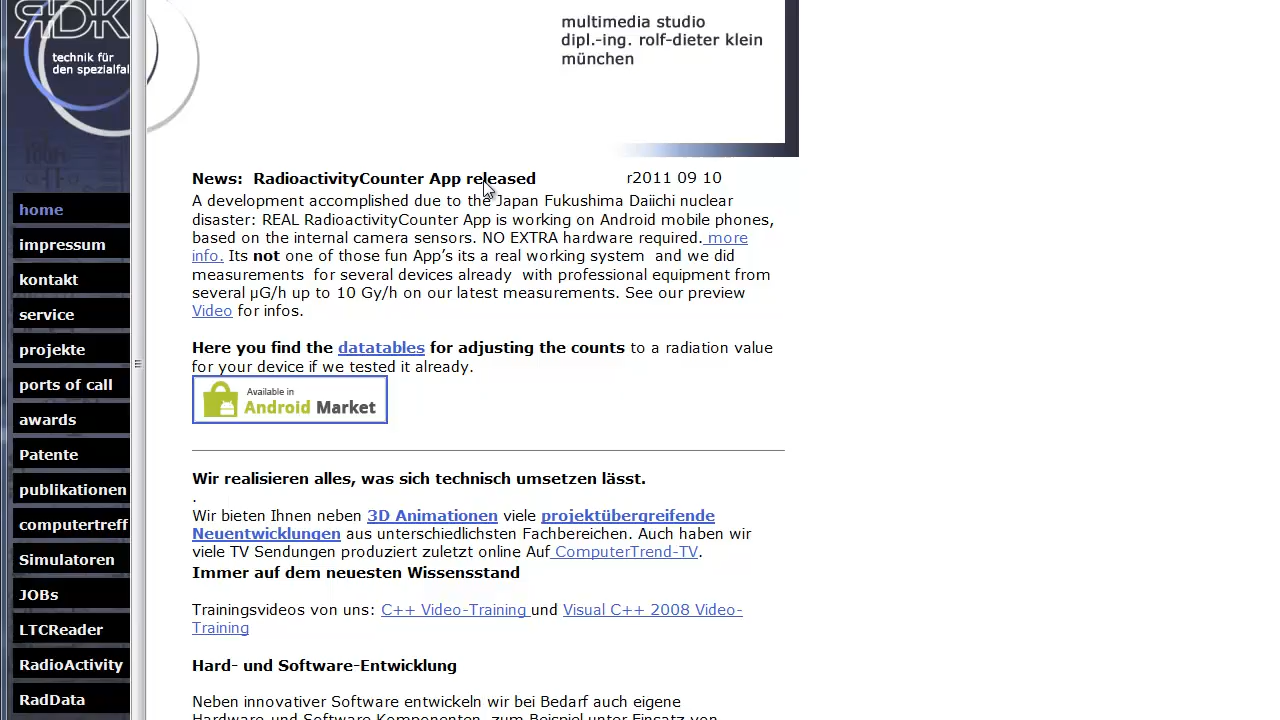 RDK
technik für
den spezialfal
multimedia studio
dipl.-ing. rolf-dieter klein
münchen
home
impressum
kontakt
service
projekte
ports of call
awards
Patente
publikationen
computertreff
Simulatoren
JOBs
LTCReader
RadioActivity
RadData
News: RadioactivityCounter App released r2011 09 10
A development accomplished due to the Japan Fukushima Daiichi nuclear
disaster: REAL RadioactivityCounter App is working on Android mobile phones,
based on the internal camera sensors. NO EXTRA hardware required. more
info. Its not one of those fun App’s its a real working system and we did
measurements for several devices already with professional equipment from
several µG/h up to 10 Gy/h on our latest measurements. See our preview
Video for infos.
Here you find the datatables for adjusting the counts to a radiation value
for your device if we tested it already.
Available in
Android Market
Wir realisieren alles, was sich technisch umsetzen lässt.
.
Wir bieten Ihnen neben 3D Animationen viele projektübergreifende
Neuentwicklungen aus unterschiedlichsten Fachbereichen. Auch haben wir
viele TV Sendungen produziert zuletzt online Auf ComputerTrend-TV.
Immer auf dem neuesten Wissensstand
Trainingsvideos von uns: C++ Video-Training und Visual C++ 2008 Video-
Training
Hard- und Software-Entwicklung
Neben innovativer Software entwickeln wir bei Bedarf auch eigene
Hardware und Software Komponenten, zum Beispiel unter Einsatz von